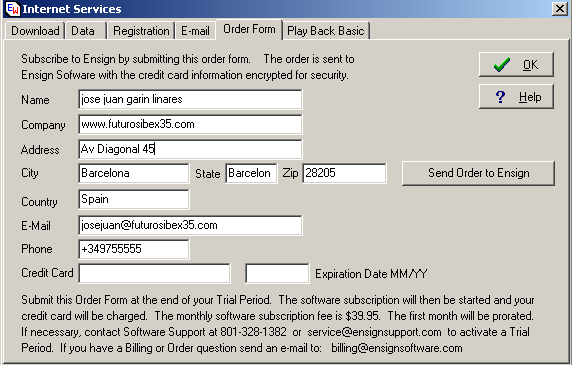 Internet Services
Download Data Registration E-mail Order Form Play Back Basic
Subscribe to Ensign by submitting this order form. The order is sent to
Ensign Sofware with the credit card information encrypted for security.
OK
Help
Name jose juan garin linares
Company www.futurosibex35.com
Address Av Diagonal 45
City Barcelona State Barcelon Zip 28205 Send Order to Ensign
Country Spain
E-Mail josejuan@futurosibex35.com
Phone +349755555
Credit Card Expiration Date MM/YY
Submit this Order Form at the end of your Trial Period. The software subscription will then be started and your
credit card will be charged. The monthly software subscription fee is $39.95. The first month will be prorated.
If necessary, contact Software Support at 801-328-1382 or service@ensignsupport.com to activate a Trial
Period. If you have a Billing or Order question send an e-mail to: billing@ensignsoftware.com